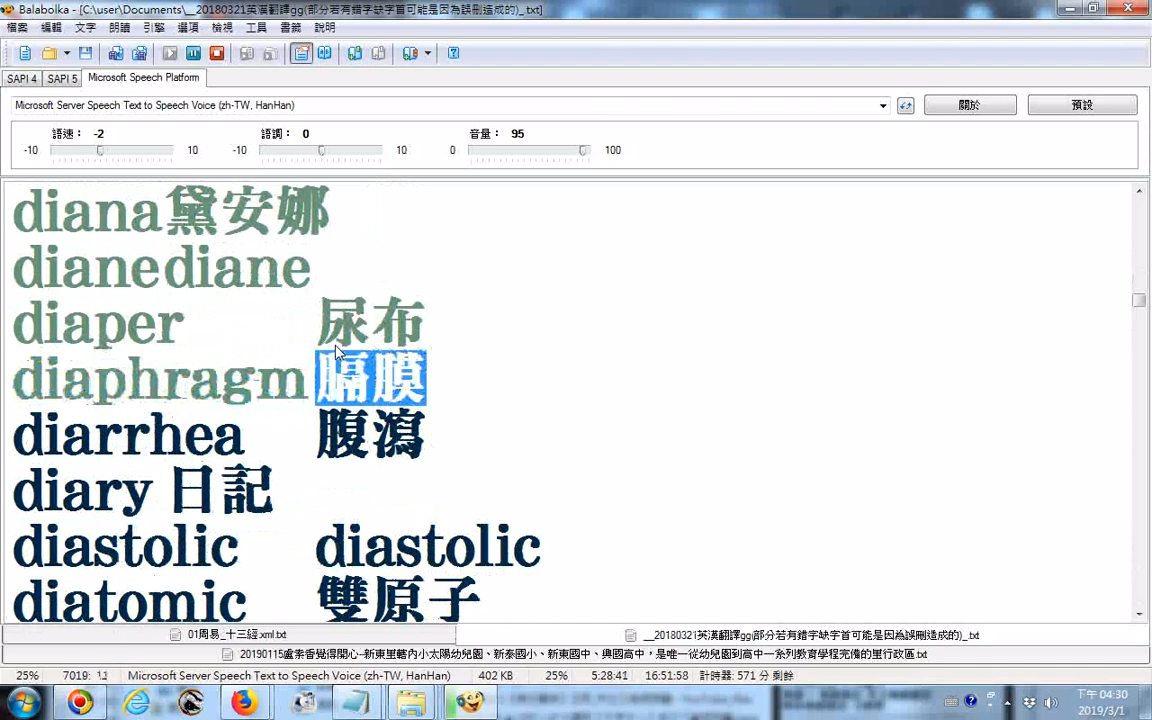 Balabolka - [C:\user\Documents\__20180321英漢翻譯gg(部分若有錯字缺字首可能是因為誤刪造成的)_.txt]
檔案 編輯 文字 朗讀 引擎 選項 檢視 工具 書籤 說明
SAPI 4 SAPI 5 Microsoft Speech Platform
Microsoft Server Speech Text to Speech Voice (zh-TW, HanHan) 關於 預設
語速： -2 語調： 0 音量： 95
-10 10 -10 10 0 100
diana黛安娜
dianediane
diaper 尿布
diaphragm 膈膜
diarrhea 腹瀉
diary 日記
diastolic diastolic
diatomic 雙原子
01周易_十三經.xml.txt __20180321英漢翻譯gg(部分若有錯字缺字首可能是因為誤刪造成的)_.txt
20190115盧素香覺得開心-新東里轄內小太陽幼兒園、新泰國小、新東國中、興國高中，是唯一從幼兒園到高中一系列教育學程完備的里行政區.txt
25% 7019: 11 Microsoft Server Speech Text to Speech Voice (zh-TW, HanHan) 402 KB 25% 5:28:41 16:51:58 計時器: 571 分 剩餘
下午 04:30
2019/3/1